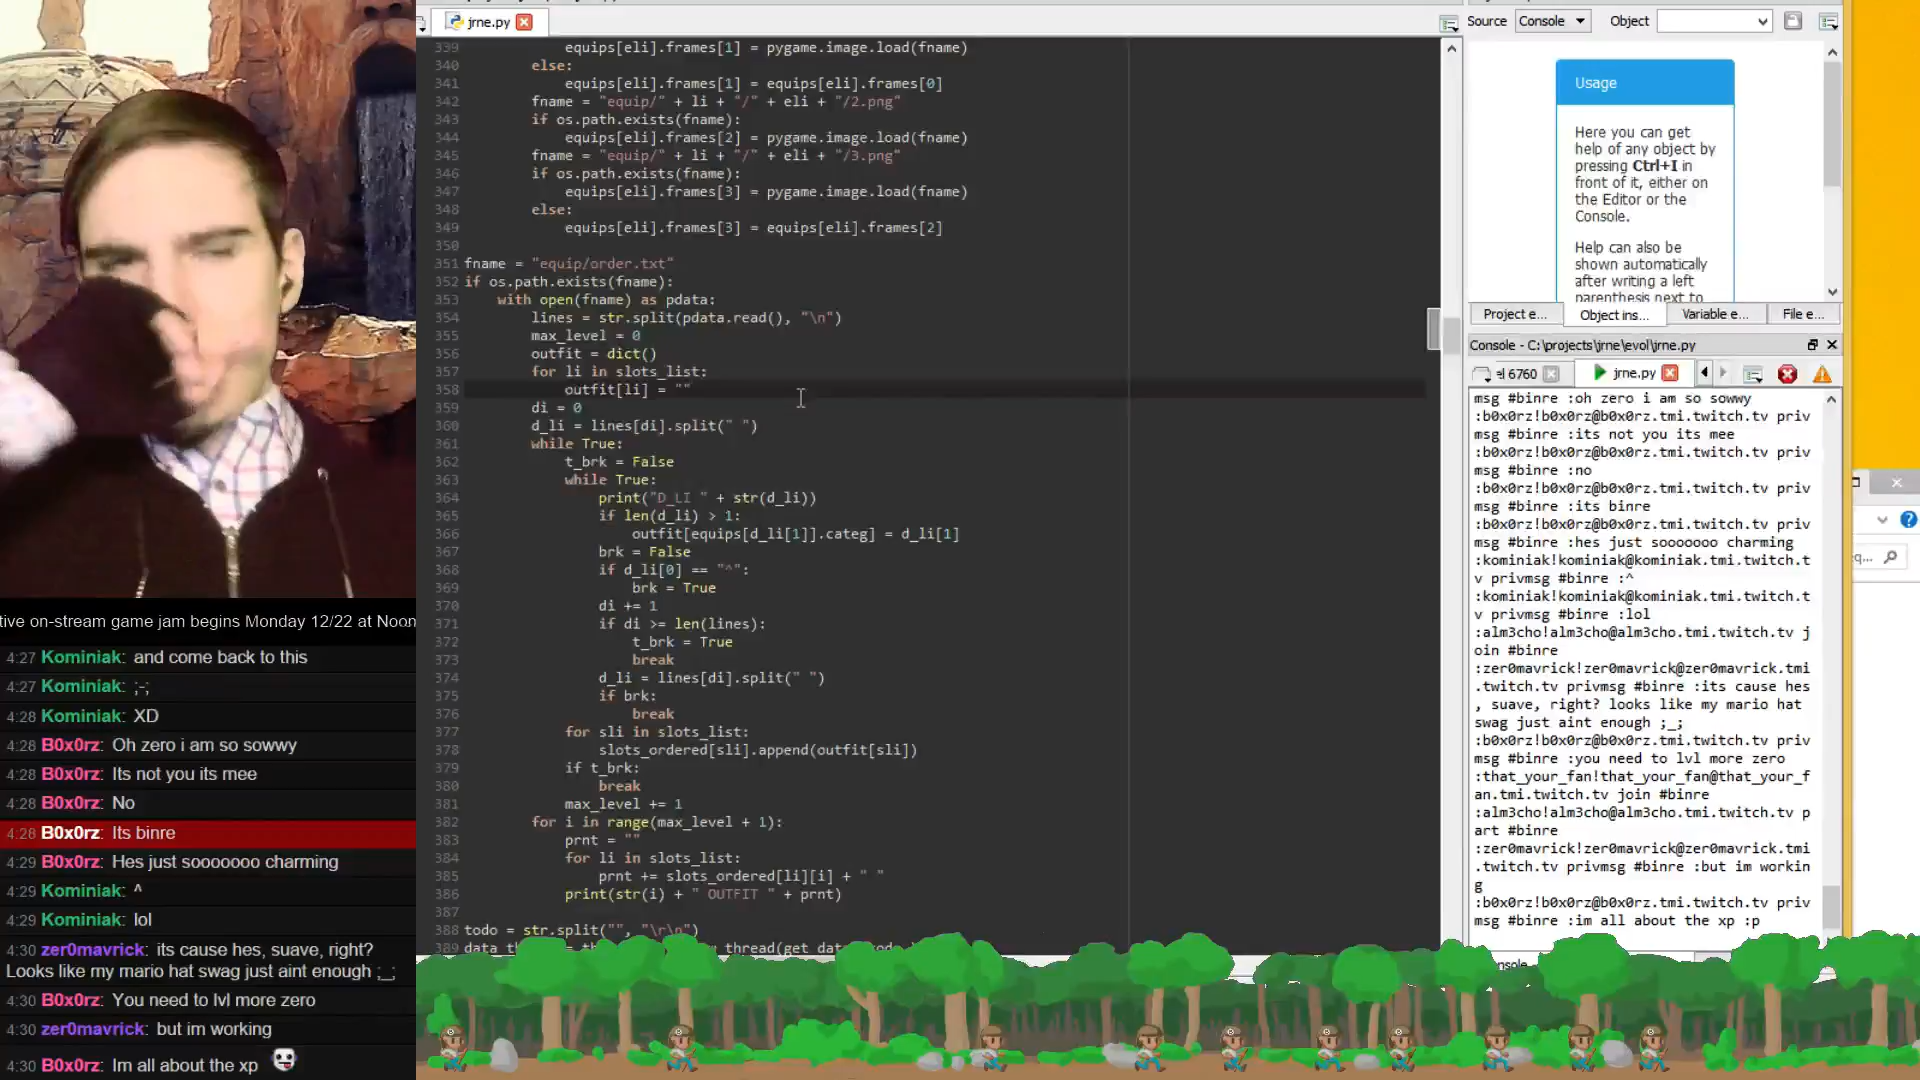 jrne.py
339 equips[eli].frames[1] = pygame.image.load(fname)
340 else:
341 equips[eli].frames[1] = equips[eli].frames[0]
342 fname = "equip/" + li + "/" + eli + "/2.png"
343 if os.path.exists(fname):
344 equips[eli].frames[2] = pygame.image.load(fname)
345 fname = "equip/" + li + "/" + eli + "/3.png"
346 if os.path.exists(fname):
347 equips[eli].frames[3] = pygame.image.load(fname)
348 else:
349 equips[eli].frames[3] = equips[eli].frames[2]
350
351 fname = "equip/order.txt"
352 if os.path.exists(fname):
353 with open(fname) as pdata:
354 lines = str.split(pdata.read(), "\n")
355 max_level = 0
356 outfit = dict()
357 for li in slots_list:
358 outfit[li] = ""
359 di = 0
360 d_li = lines[di].split(" ")
361 while True:
362 t_brk = False
363 while True:
364 print("D_LI " + str(d_li))
365 if len(d_li) > 1:
366 outfit[equips[d_li[1]].categ] = d_li[1]
367 brk = False
368 if d_li[0] == "^":
369 brk = True
370 di += 1
371 if di >= len(lines):
372 t_brk = True
373 break
374 d_li = lines[di].split(" ")
375 if brk:
376 break
377 for sli in slots_list:
378 slots_ordered[sli].append(outfit[sli])
379 if t_brk:
380 break
381 max_level += 1
382 for i in range(max_level + 1):
383 prnt = ""
384 for li in slots_list:
385 prnt += slots_ordered[li][i] + " "
386 print(str(i) + " OUTFIT " + prnt)
387
388 todo = str.split("", "\r\n")
Source Console Object
Usage
Here you can get
help of any object by
pressing Ctrl+I in
front of it, either on
the Editor or the
Console.
Help can also be
shown automatically
after writing a left
parenthesis next to
Project e... Object ins... Variable e... File e...
Console - C:\projects\jrne\evol\jrne.py
el 6760 jrne.py
msg #binre :oh zero i am so sowwy
:b0x0rz!b0x0rz@b0x0rz.tmi.twitch.tv priv
msg #binre :its not you its mee
:b0x0rz!b0x0rz@b0x0rz.tmi.twitch.tv priv
msg #binre :no
:b0x0rz!b0x0rz@b0x0rz.tmi.twitch.tv priv
msg #binre :its binre
:b0x0rz!b0x0rz@b0x0rz.tmi.twitch.tv priv
msg #binre :hes just sooooooo charming
:kominiak!kominiak@kominiak.tmi.twitch.t
v privmsg #binre :^
:kominiak!kominiak@kominiak.tmi.twitch.t
v privmsg #binre :lol
:alm3cho!alm3cho@alm3cho.tmi.twitch.tv j
oin #binre
:zer0mavrick!zer0mavrick@zer0mavrick.tmi
.twitch.tv privmsg #binre :its cause hes
, suave, right? looks like my mario hat
swag just aint enough ;_;
:b0x0rz!b0x0rz@b0x0rz.tmi.twitch.tv priv
msg #binre :you need to lvl more zero
:that_your_fan!that_your_fan@that_your_f
an.tmi.twitch.tv join #binre
:alm3cho!alm3cho@alm3cho.tmi.twitch.tv p
art #binre
:zer0mavrick!zer0mavrick@zer0mavrick.tmi
.twitch.tv privmsg #binre :but im workin
g
:b0x0rz!b0x0rz@b0x0rz.tmi.twitch.tv priv
msg #binre :im all about the xp :p
tive on-stream game jam begins Monday 12/22 at Noon
4:27 Kominiak: and come back to this
4:27 Kominiak: ;-;
4:28 Kominiak: XD
4:28 B0x0rz: Oh zero i am so sowwy
4:28 B0x0rz: Its not you its mee
4:28 B0x0rz: No
4:28 B0x0rz: Its binre
4:29 B0x0rz: Hes just sooooooo charming
4:29 Kominiak: ^
4:29 Kominiak: lol
4:30 zer0mavrick: its cause hes, suave, right?
Looks like my mario hat swag just aint enough ;_;
4:30 B0x0rz: You need to lvl more zero
4:30 zer0mavrick: but im working
4:30 B0x0rz: Im all about the xp